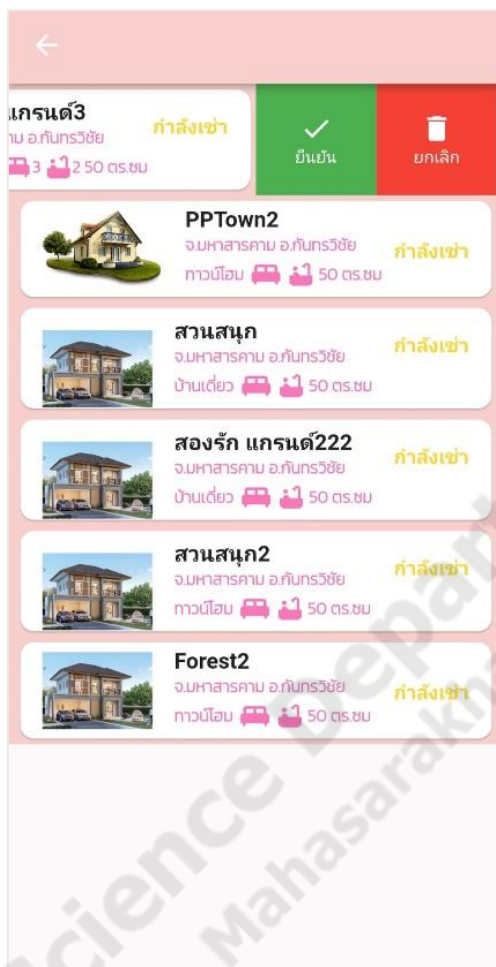 แกรนด์3
าม อ.กันทรวิชัย
3 2 50 ตร.ซม
กำลังเช่า
ยืนยัน
ยกเลิก
PPTown2
จ.มหาสารคาม อ.กันทรวิชัย
ทาวน์โฮม 50 ตร.ซม
กำลังเช่า
สวนสนุก
จ.มหาสารคาม อ.กันทรวิชัย
บ้านเดี่ยว 50 ตร.ซม
กำลังเช่า
สองรัก แกรนด์222
จ.มหาสารคาม อ.กันทรวิชัย
บ้านเดี่ยว 50 ตร.ซม
กำลังเช่า
สวนสนุก2
จ.มหาสารคาม อ.กันทรวิชัย
ทาวน์โฮม 50 ตร.ซม
กำลังเช่า
Forest2
จ.มหาสารคาม อ.กันทรวิชัย
ทาวน์โฮม 50 ตร.ซม
กำลังเช่า